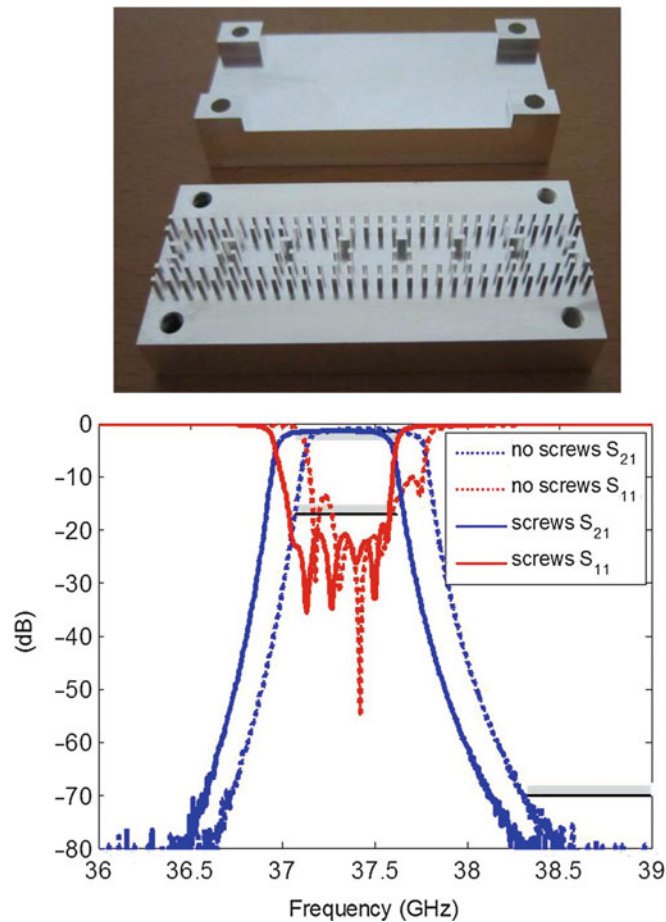 0
−10
−20
−30
−40
−50
−60
−70
−80
(dB)
no screws S21
no screws S11
screws S21
screws S11
36 36.5 37 37.5 38 38.5 39
Frequency (GHz)